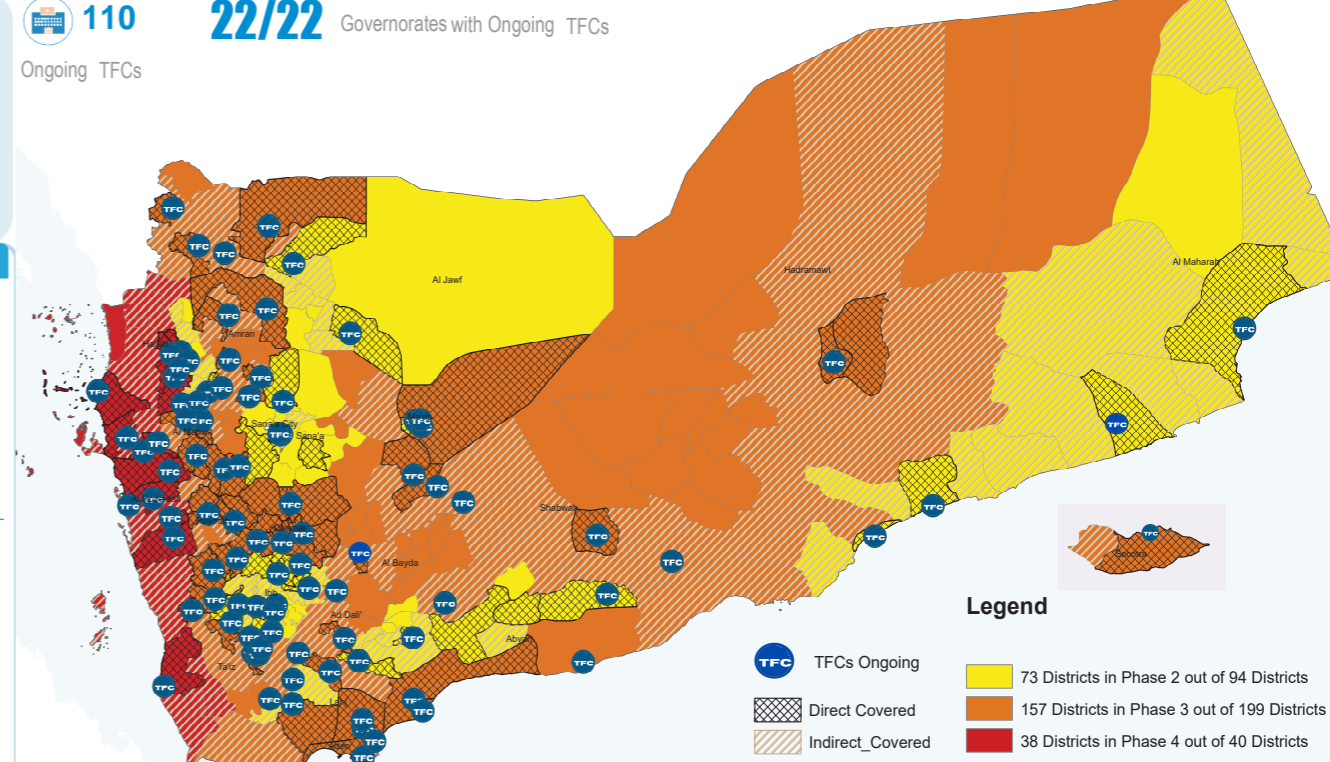 110
Ongoing TFCs
22/22 Governorates with Ongoing TFCs
Al Jawf
Hadramawt
Al Maharah
Amran
Sana'a City
Sana'a
Shabwah
Al Bayda
Ibb
Ad Dali'
Abyan
Taiz
Socotra
TFC
Legend
TFC TFCs Ongoing
Direct Covered
Indirect_Covered
73 Districts in Phase 2 out of 94 Districts
157 Districts in Phase 3 out of 199 Districts
38 Districts in Phase 4 out of 40 Districts